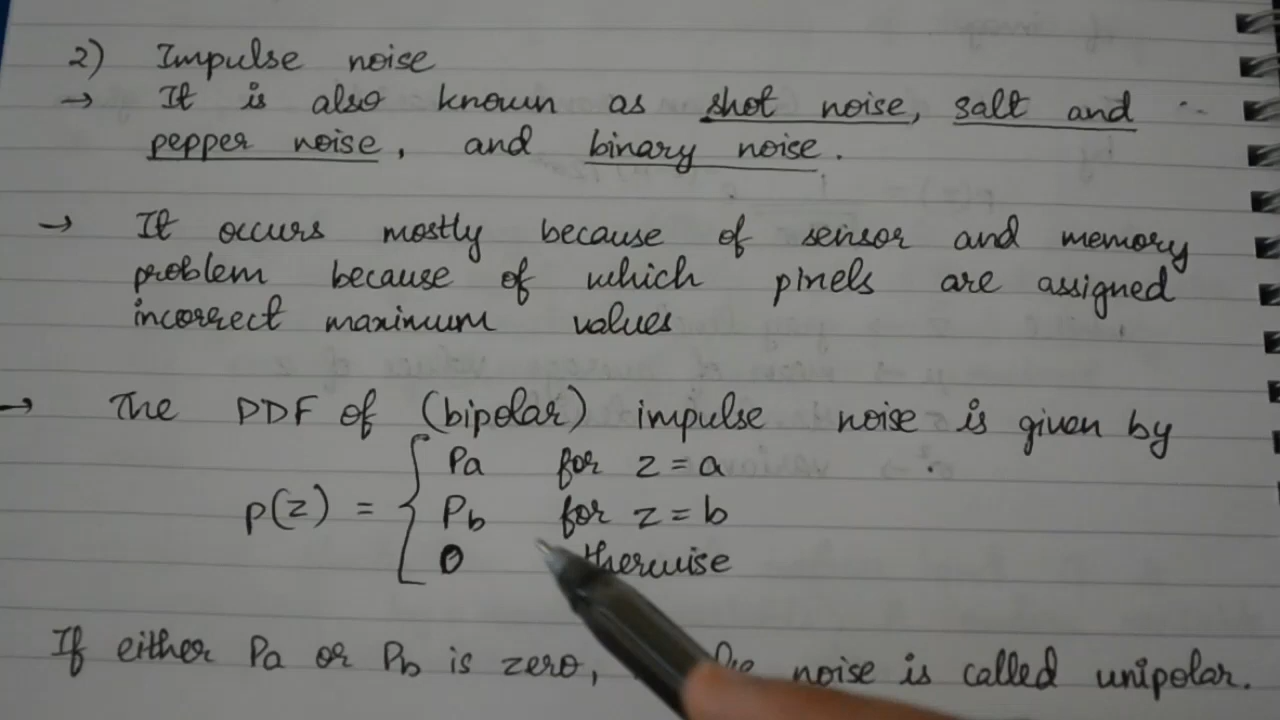 2) Impulse noise
→ It is also known as shot noise, salt and
pepper noise, and binary noise.
→ It occurs mostly because of sensor and memory
problem because of which pixels are assigned
incorrect maximum values
→ The PDF of (bipolar) impulse noise is given by
Pa for z = a
p(z) = { Pb for z = b
0 otherwise
If either Pa or Pb is zero, noise is called unipolar.